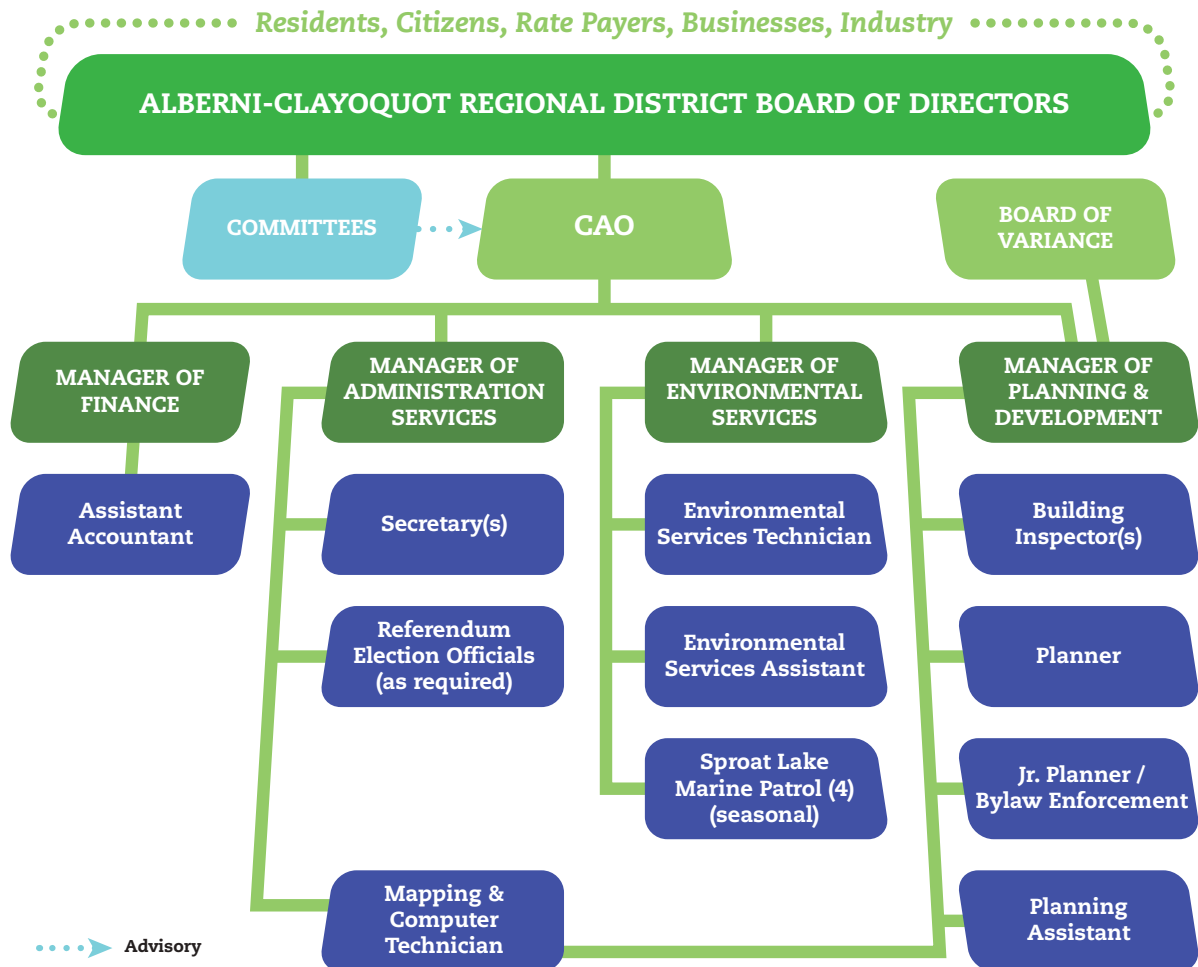 Residents, Citizens, Rate Payers, Businesses, Industry
ALBERNI-CLAYOQUOT REGIONAL DISTRICT BOARD OF DIRECTORS
COMMITTEES
CAO
BOARD OF
VARIANCE
MANAGER OF
FINANCE
MANAGER OF
ADMINISTRATION
SERVICES
MANAGER OF
ENVIRONMENTAL
SERVICES
MANAGER OF
PLANNING &
DEVELOPMENT
Assistant
Accountant
Secretary(s)
Environmental
Services Technician
Building
Inspector(s)
Referendum
Election Officials
(as required)
Environmental
Services Assistant
Planner
Sproat Lake
Marine Patrol (4)
(seasonal)
Jr. Planner /
Bylaw Enforcement
Mapping &
Computer
Technician
Planning
Assistant
Advisory